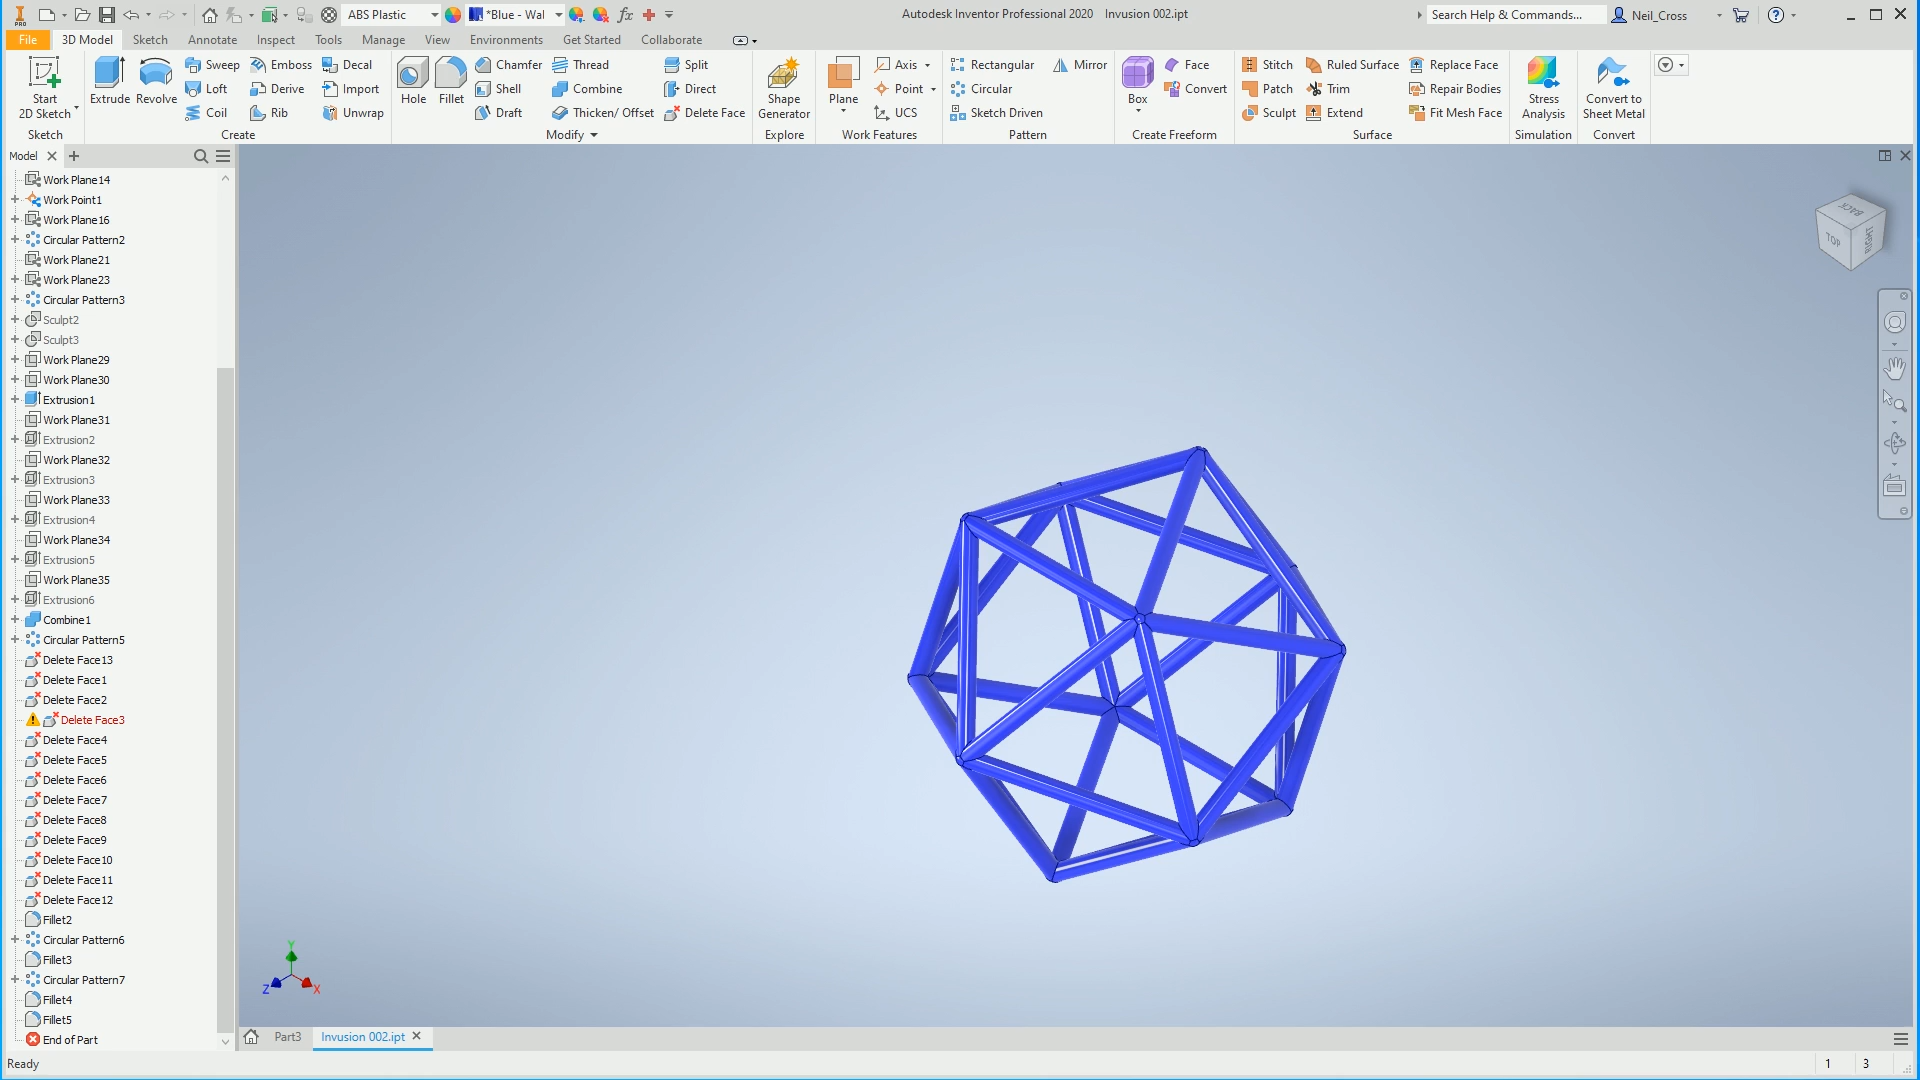 PRO
ABS Plastic
*Blue - Wal
fx
Autodesk Inventor Professional 2020 Invusion 002.ipt
Search Help & Commands...
Neil_Cross
?
File 3D Model Sketch Annotate Inspect Tools Manage View Environments Get Started Collaborate
Start
2D Sketch
Sketch
Extrude
Revolve
Sweep Emboss Decal
Loft Derive Import
Coil Rib Unwrap
Create
Hole
Fillet
Chamfer Thread Split
Shell Combine Direct
Draft Thicken/ Offset Delete Face
Modify
Shape
Generator
Explore
Plane
Axis
Point
UCS
Work Features
Rectangular Mirror
Circular
Sketch Driven
Pattern
Box
Face
Convert
Create Freeform
Stitch Ruled Surface Replace Face
Patch Trim Repair Bodies
Sculpt Extend Fit Mesh Face
Surface
Stress
Analysis
Simulation
Convert to
Sheet Metal
Convert
Model
Work Plane14
Work Point1
Work Plane16
Circular Pattern2
Work Plane21
Work Plane23
Circular Pattern3
Sculpt2
Sculpt3
Work Plane29
Work Plane30
Extrusion1
Work Plane31
Extrusion2
Work Plane32
Extrusion3
Work Plane33
Extrusion4
Work Plane34
Extrusion5
Work Plane35
Extrusion6
Combine1
Circular Pattern5
Delete Face13
Delete Face1
Delete Face2
Delete Face3
Delete Face4
Delete Face5
Delete Face6
Delete Face7
Delete Face8
Delete Face9
Delete Face10
Delete Face11
Delete Face12
Fillet2
Circular Pattern6
Fillet3
Circular Pattern7
Fillet4
Fillet5
End of Part
BACK
TOP
RIGHT
Y
Z
X
Part3
Invusion 002.ipt
Ready
1 3